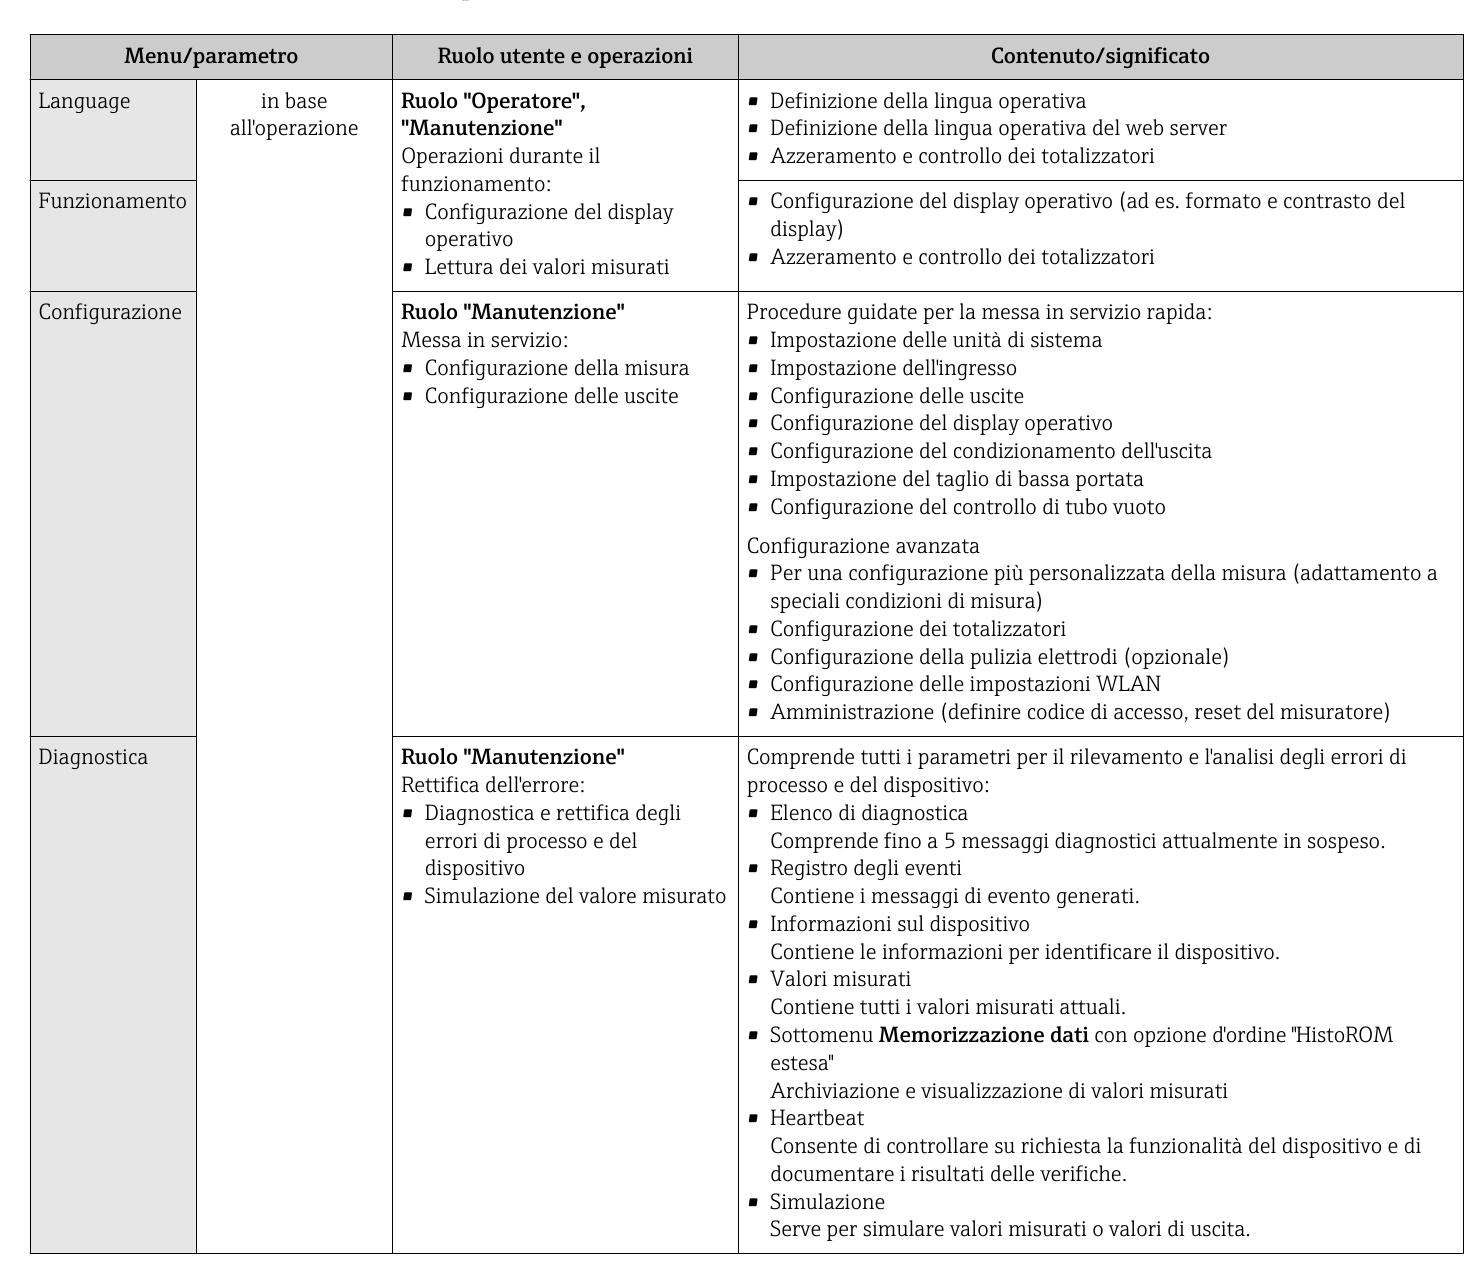 Menu/parametro
Ruolo utente e operazioni
Contenuto/significato
Language
in base
all'operazione
Ruolo "Operatore",
"Manutenzione"
Operazioni durante il
funzionamento:
▪ Configurazione del display
operativo
▪ Lettura dei valori misurati
▪ Definizione della lingua operativa
▪ Definizione della lingua operativa del web server
▪ Azzeramento e controllo dei totalizzatori
Funzionamento
▪ Configurazione del display operativo (ad es. formato e contrasto del
display)
▪ Azzeramento e controllo dei totalizzatori
Configurazione
Ruolo "Manutenzione"
Messa in servizio:
▪ Configurazione della misura
▪ Configurazione delle uscite
Procedure guidate per la messa in servizio rapida:
▪ Impostazione delle unità di sistema
▪ Impostazione dell'ingresso
▪ Configurazione delle uscite
▪ Configurazione del display operativo
▪ Configurazione del condizionamento dell'uscita
▪ Impostazione del taglio di bassa portata
▪ Configurazione del controllo di tubo vuoto
Configurazione avanzata
▪ Per una configurazione più personalizzata della misura (adattamento a
speciali condizioni di misura)
▪ Configurazione dei totalizzatori
▪ Configurazione della pulizia elettrodi (opzionale)
▪ Configurazione delle impostazioni WLAN
▪ Amministrazione (definire codice di accesso, reset del misuratore)
Diagnostica
Ruolo "Manutenzione"
Rettifica dell'errore:
▪ Diagnostica e rettifica degli
errori di processo e del
dispositivo
▪ Simulazione del valore misurato
Comprende tutti i parametri per il rilevamento e l'analisi degli errori di
processo e del dispositivo:
▪ Elenco di diagnostica
Comprende fino a 5 messaggi diagnostici attualmente in sospeso.
▪ Registro degli eventi
Contiene i messaggi di evento generati.
▪ Informazioni sul dispositivo
Contiene le informazioni per identificare il dispositivo.
▪ Valori misurati
Contiene tutti i valori misurati attuali.
▪ Sottomenu Memorizzazione dati con opzione d'ordine "HistoROM
estesa"
Archiviazione e visualizzazione di valori misurati
▪ Heartbeat
Consente di controllare su richiesta la funzionalità del dispositivo e di
documentare i risultati delle verifiche.
▪ Simulazione
Serve per simulare valori misurati o valori di uscita.